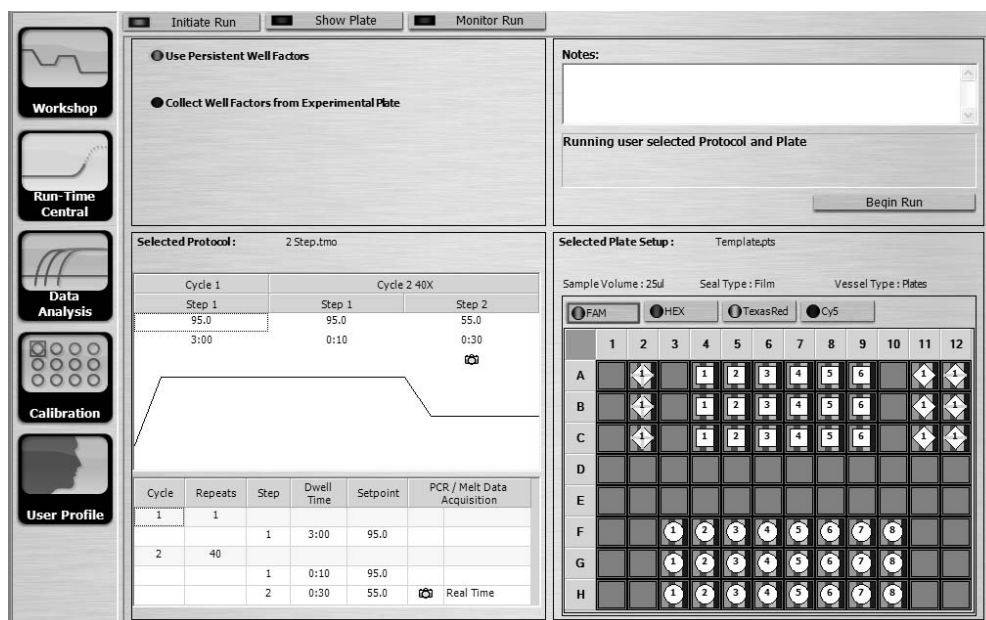 Initiate Run
Show Plate
Monitor Run
Workshop
Run-Time
Central
Data
Analysis
Calibration
User Profile
Use Persistent Well Factors
Collect Well Factors from Experimental Plate
Notes:
Running user selected Protocol and Plate
Begin Run
Selected Protocol: 2 Step.tmo
Cycle 1 Cycle 2 40X
Step 1 Step 1 Step 2
95.0 95.0 55.0
3:00 0:10 0:30
Cycle Repeats Step Dwell Time Setpoint PCR / Melt Data Acquisition
1 1
1 3:00 95.0
2 40
1 0:10 95.0
2 0:30 55.0 Real Time
Selected Plate Setup: Template.pts
Sample Volume : 25ul Seal Type : Film Vessel Type : Plates
FAM HEX TexasRed Cy5
1 2 3 4 5 6 7 8 9 10 11 12
A 1 1 2 3 4 5 6 1 1
B 1 1 2 3 4 5 6 1 1
C 1 1 2 3 4 5 6 1 1
D
E
F 1 2 3 4 5 6 7 8
G 1 2 3 4 5 6 7 8
H 1 2 3 4 5 6 7 8